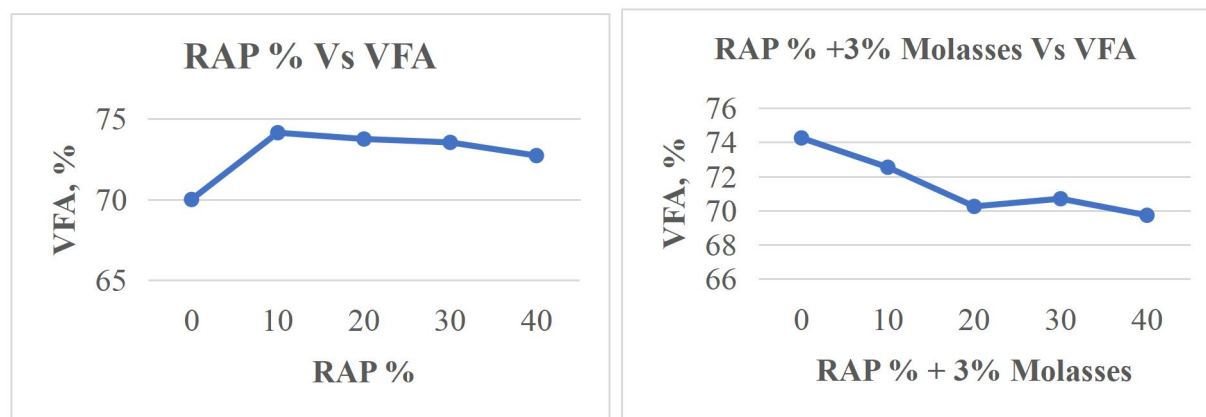 RAP % Vs VFA
75
70
65
VFA, %
0 10 20 30 40
RAP %
RAP % +3% Molasses Vs VFA
76
74
72
70
68
66
VFA, %
0 10 20 30 40
RAP % + 3% Molasses